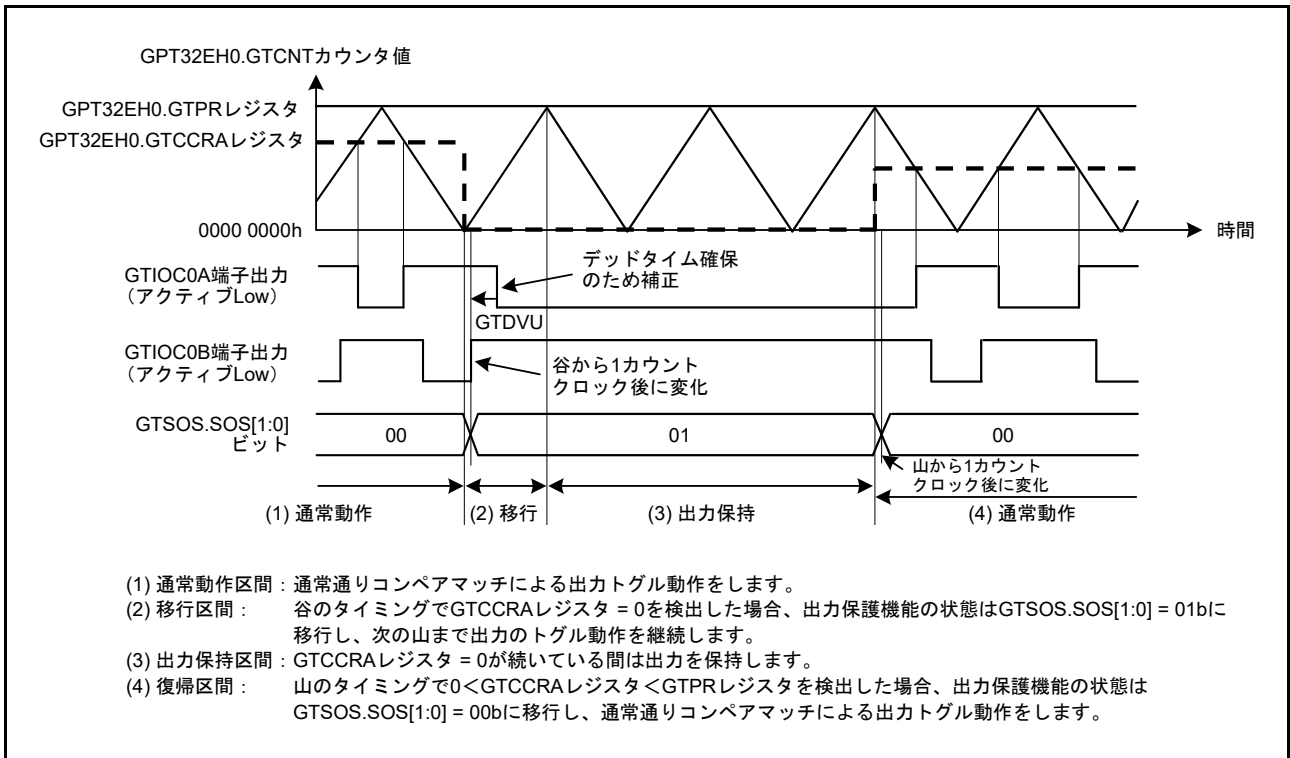 GPT32EH0.GTCNTカウンタ値
GPT32EH0.GTPRレジスタ
GPT32EH0.GTCCRAレジスタ
0000 0000h
時間
GTIOC0A端子出力
（アクティブLow）
デッドタイム確保
のため補正
GTDVU
GTIOC0B端子出力
（アクティブLow）
谷から1カウント
クロック後に変化
GTSOS.SOS[1:0]
ビット
00
01
00
山から1カウント
クロック後に変化
(1) 通常動作
(2) 移行
(3) 出力保持
(4) 通常動作
(1) 通常動作区間：通常通りコンペアマッチによる出力トグル動作をします。
(2) 移行区間： 谷のタイミングでGTCCRAレジスタ = 0を検出した場合、出力保護機能の状態はGTSOS.SOS[1:0] = 01bに
移行し、次の山まで出力のトグル動作を継続します。
(3) 出力保持区間：GTCCRAレジスタ = 0が続いている間は出力を保持します。
(4) 復帰区間： 山のタイミングで0＜GTCCRAレジスタ＜GTPRレジスタを検出した場合、出力保護機能の状態は
GTSOS.SOS[1:0] = 00bに移行し、通常通りコンペアマッチによる出力トグル動作をします。